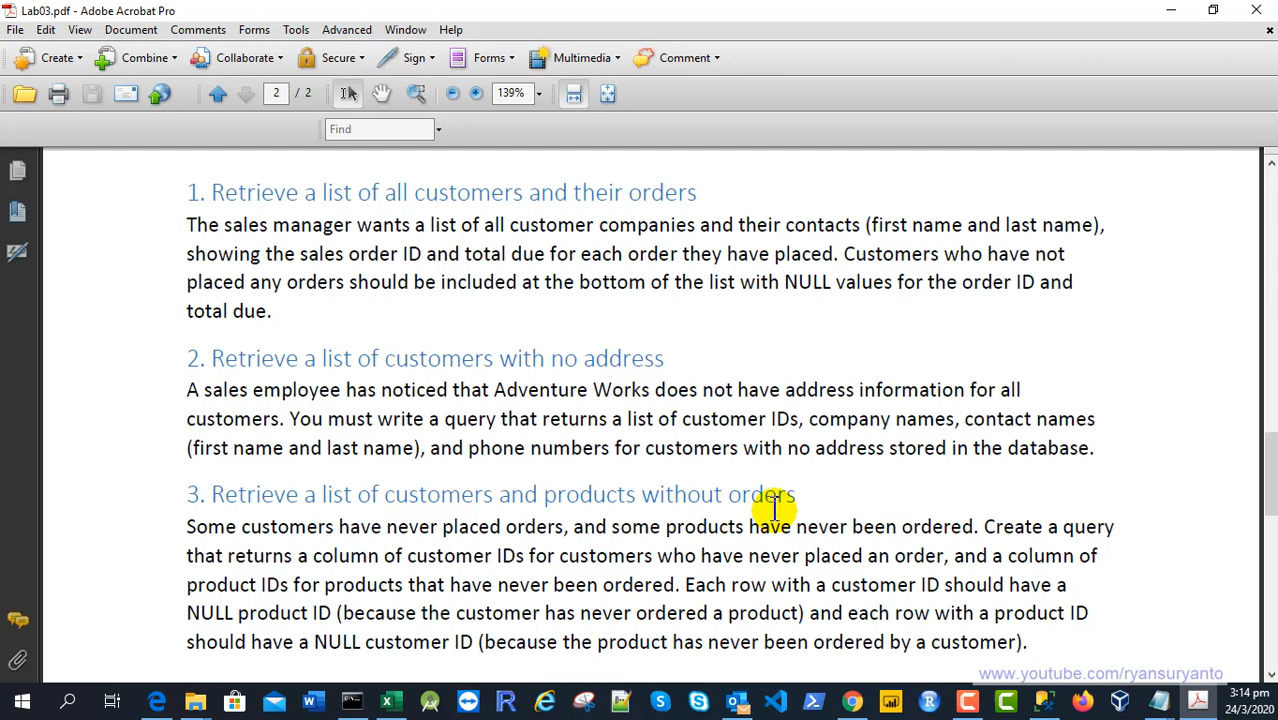 Lab03.pdf - Adobe Acrobat Pro
File Edit View Document Comments Forms Tools Advanced Window Help
Create Combine Collaborate Secure Sign Forms Multimedia Comment
2 / 2 139%
Find
1. Retrieve a list of all customers and their orders
The sales manager wants a list of all customer companies and their contacts (first name and last name),
showing the sales order ID and total due for each order they have placed. Customers who have not
placed any orders should be included at the bottom of the list with NULL values for the order ID and
total due.
2. Retrieve a list of customers with no address
A sales employee has noticed that Adventure Works does not have address information for all
customers. You must write a query that returns a list of customer IDs, company names, contact names
(first name and last name), and phone numbers for customers with no address stored in the database.
3. Retrieve a list of customers and products without orders
Some customers have never placed orders, and some products have never been ordered. Create a query
that returns a column of customer IDs for customers who have never placed an order, and a column of
product IDs for products that have never been ordered. Each row with a customer ID should have a
NULL product ID (because the customer has never ordered a product) and each row with a product ID
should have a NULL customer ID (because the product has never been ordered by a customer).
www.youtube.com/ryansuryanto
3:14 pm
24/3/2020